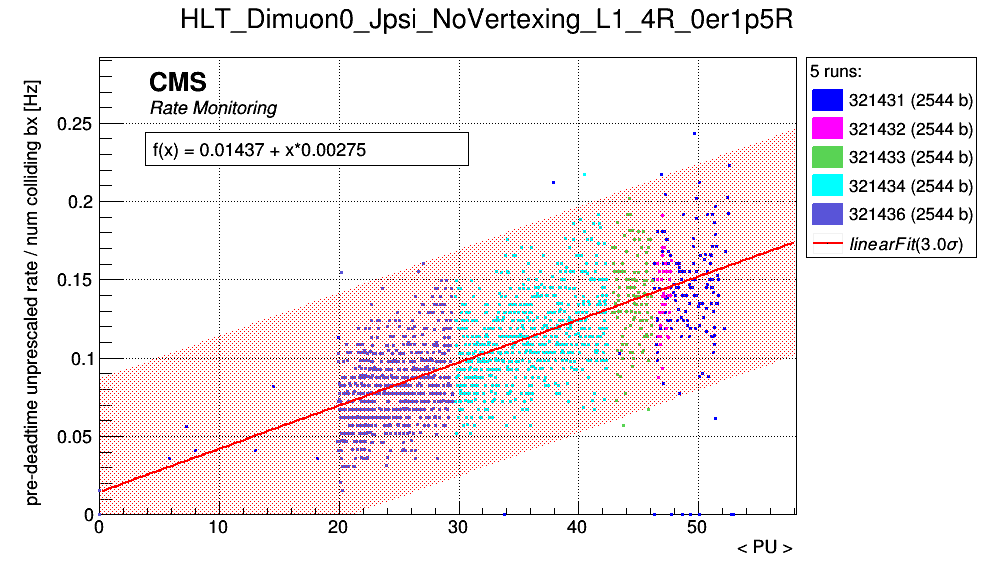 HLT_Dimuon0_Jpsi_NoVertexing_L1_4R_0er1p5R
CMS
Rate Monitoring
f(x) = 0.01437 + x*0.00275
pre-deadtime unprescaled rate / num colliding bx [Hz]
0.25
0.2
0.15
0.1
0.05
0
0 10 20 30 40 50
< PU >
5 runs:
321431 (2544 b)
321432 (2544 b)
321433 (2544 b)
321434 (2544 b)
321436 (2544 b)
linearFit(3.0σ)